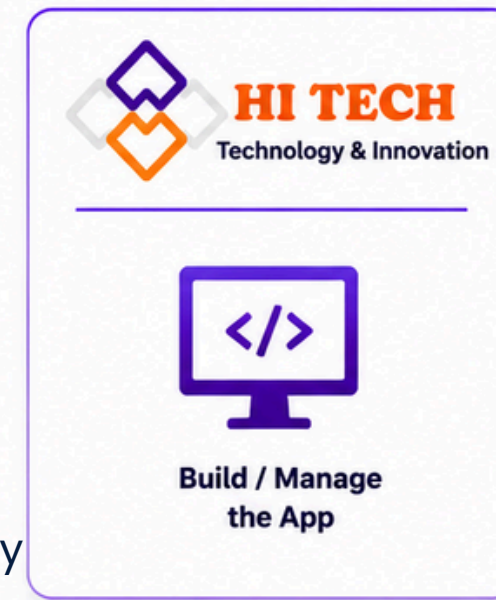 HI TECH
Technology & Innovation
</>
Build / Manage
the App
y